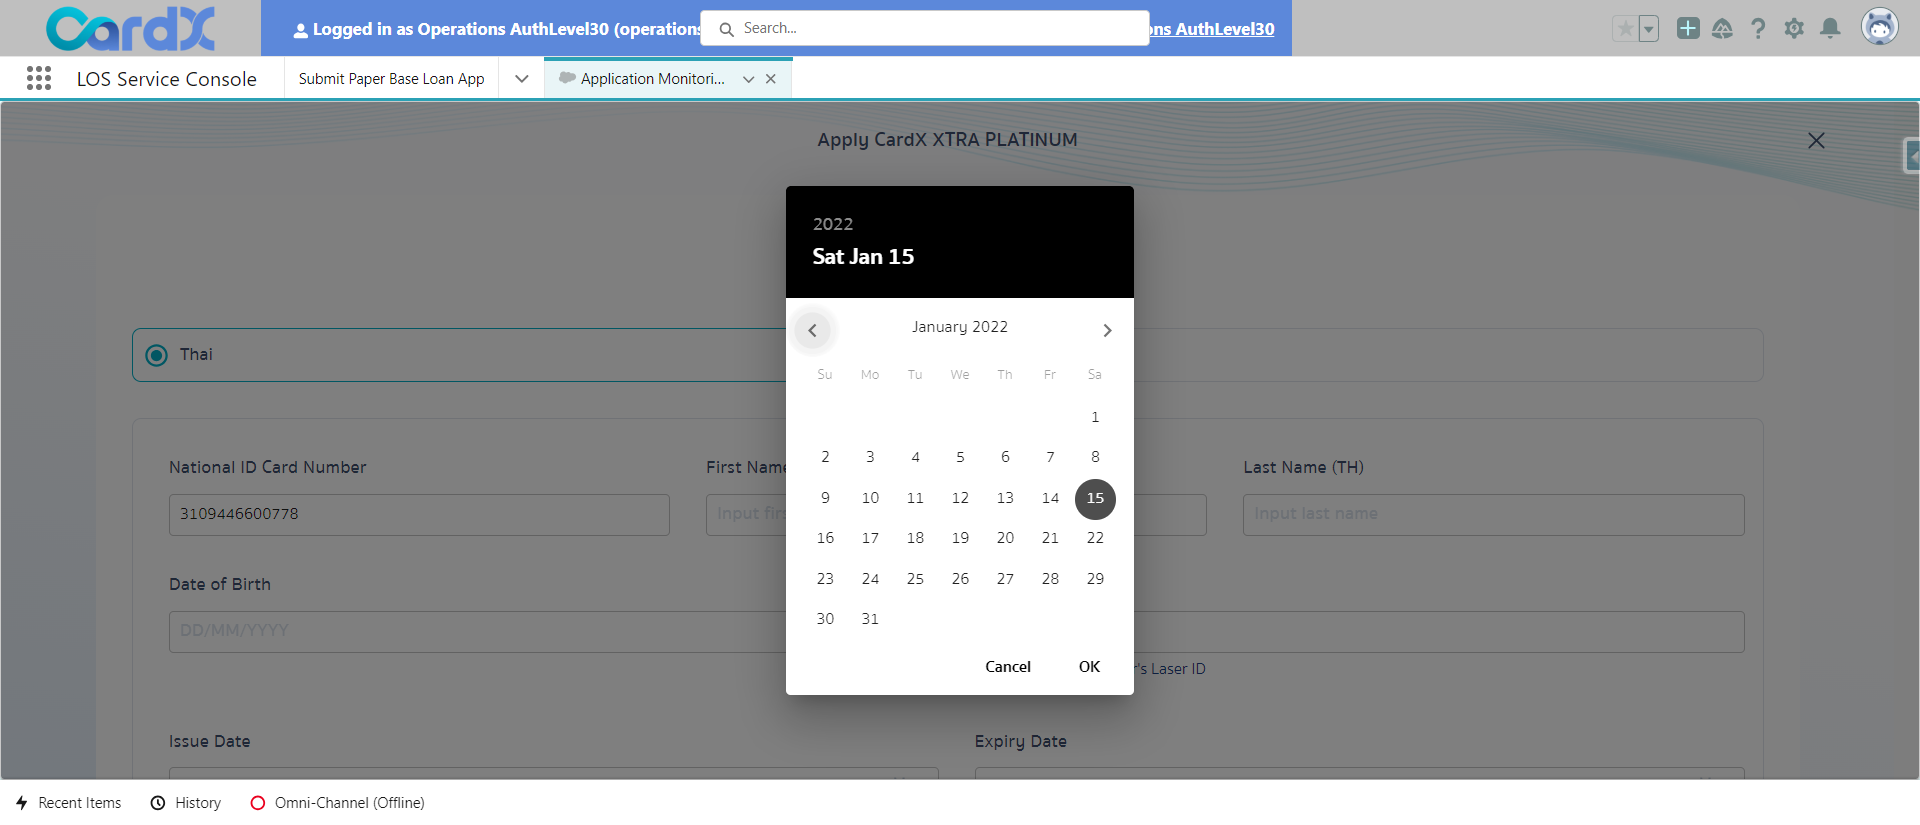 CardX
Logged in as Operations AuthLevel30 (operations
Search...
ons AuthLevel30
LOS Service Console
Submit Paper Base Loan App
Application Monitori...
Apply CardX XTRA PLATINUM
2022
Sat Jan 15
January 2022
Su Mo Tu We Th Fr Sa
1
2 3 4 5 6 7 8
9 10 11 12 13 14 15
16 17 18 19 20 21 22
23 24 25 26 27 28 29
30 31
Cancel OK
Thai
National ID Card Number
3109446600778
First Name
Input firs
Last Name (TH)
Input last name
Date of Birth
DD/MM/YYYY
r's Laser ID
Issue Date
Expiry Date
Recent Items
History
Omni-Channel (Offline)